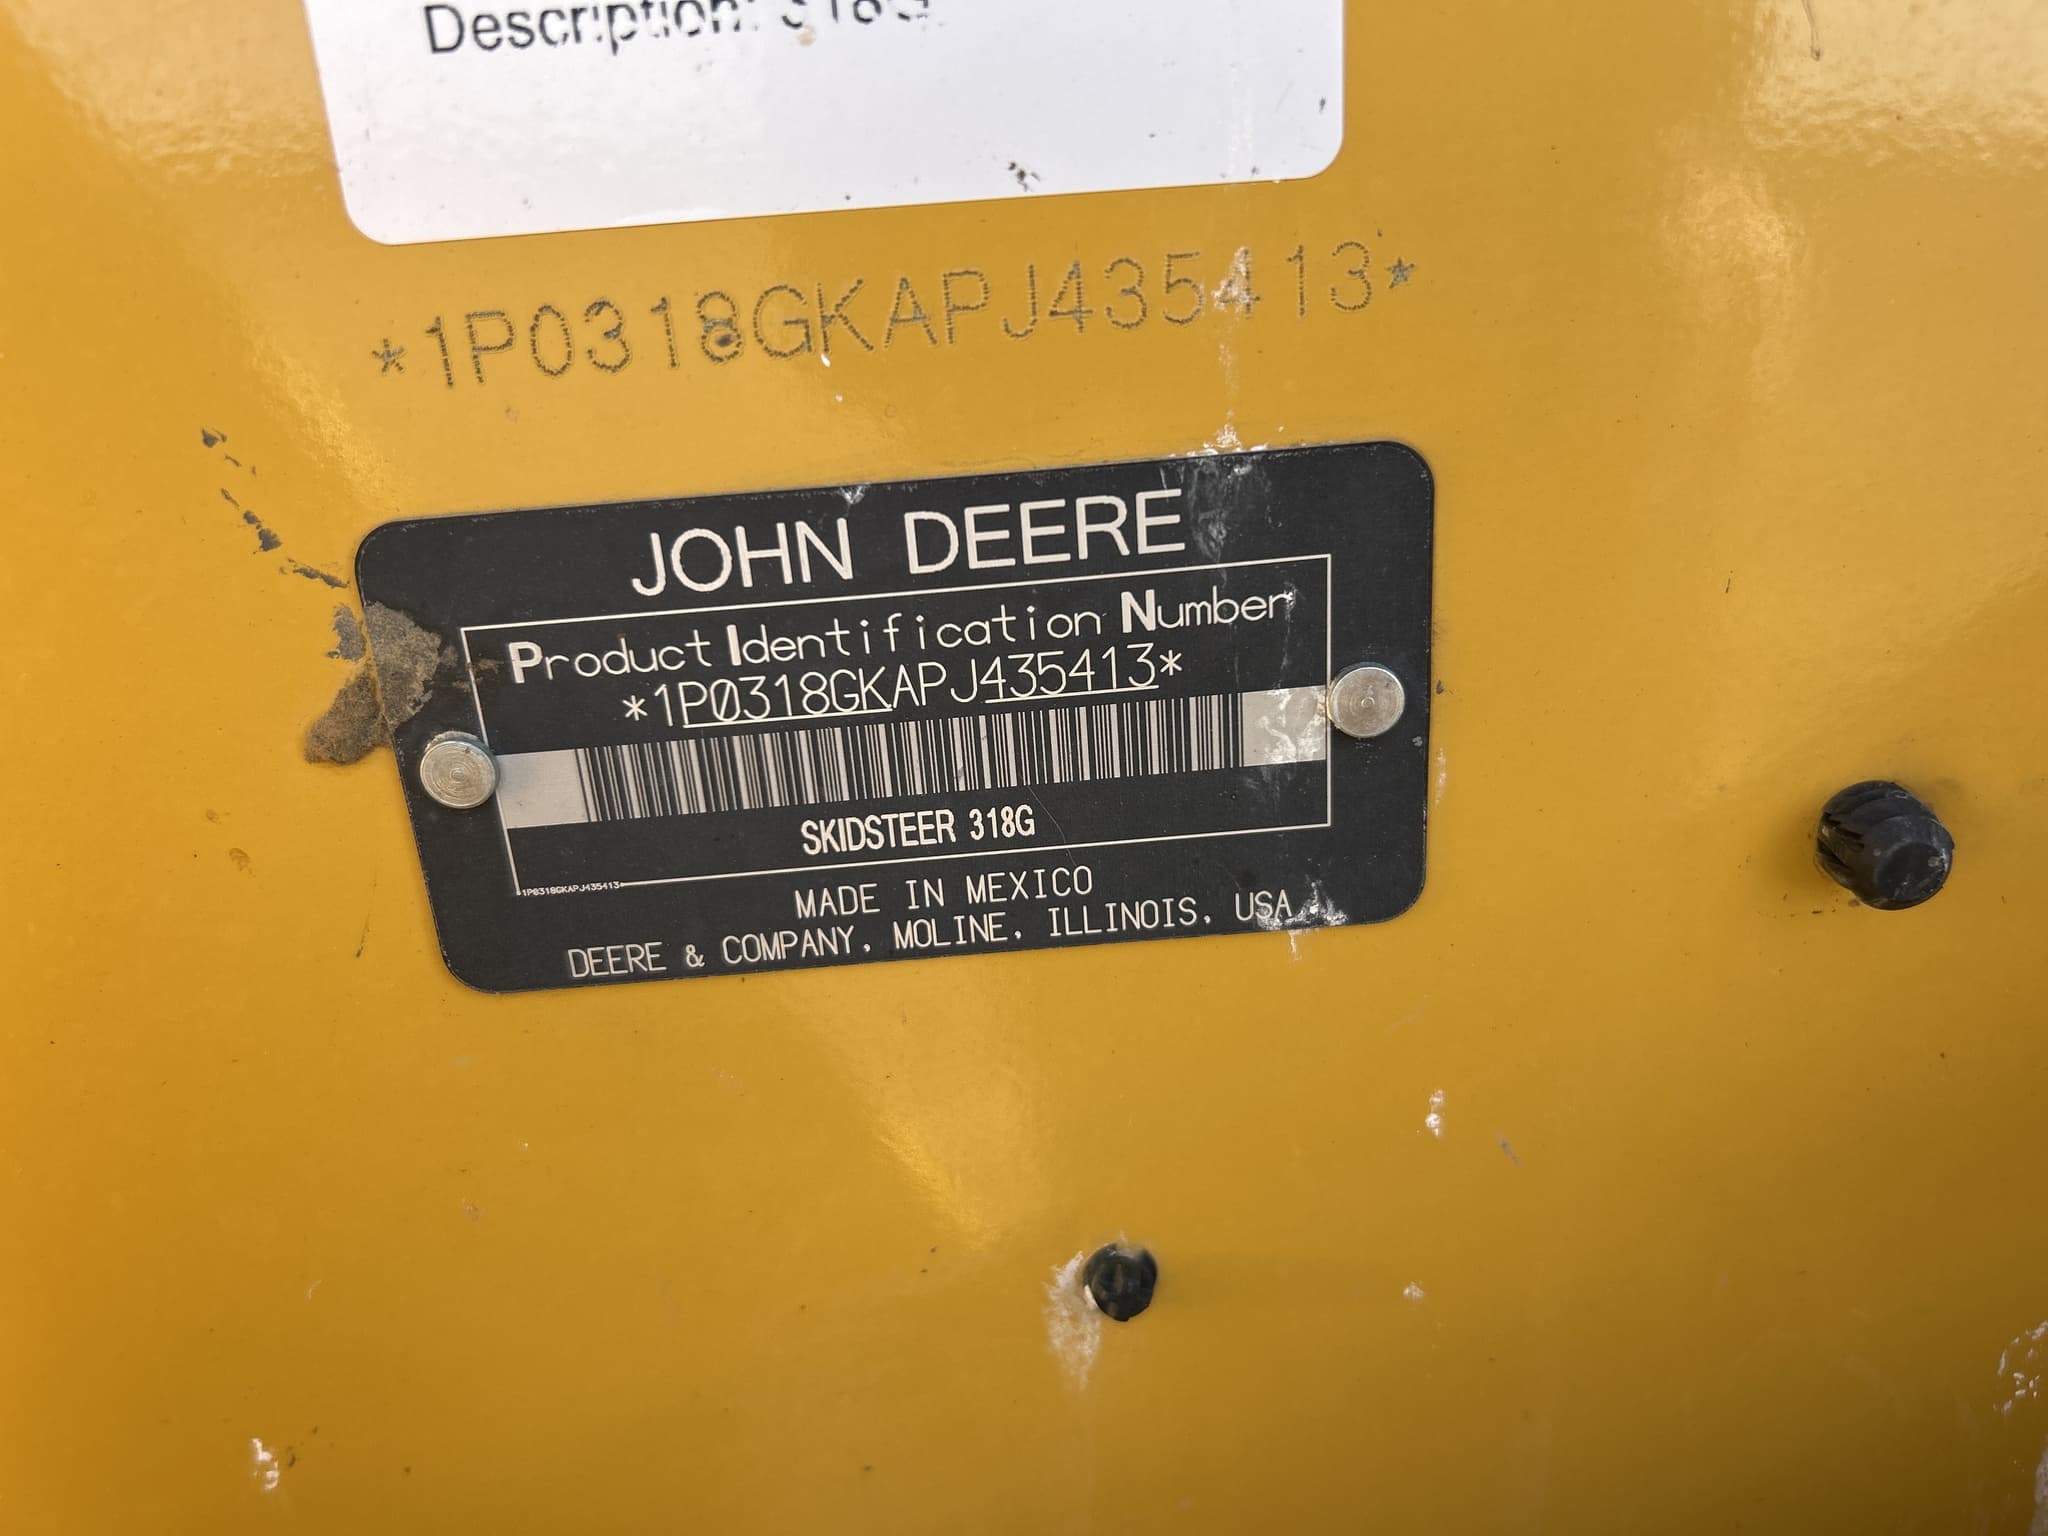 Description: 318G
*1P0318GKAPJ435413*
JOHN DEERE
Product Identification Number
*1P0318GKAPJ435413*
SKIDSTEER 318G
*1P0318GKAPJ435413*
MADE IN MEXICO
DEERE & COMPANY, MOLINE, ILLINOIS, USA